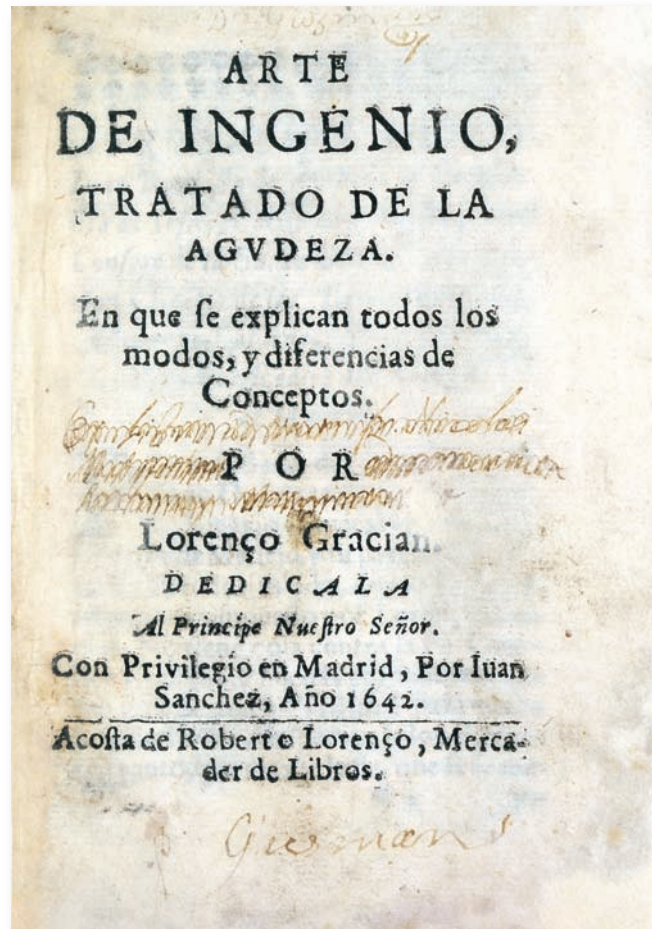 ARTE
DE INGENIO,
TRATADO DE LA
AGVDEZA.
En que ſe explican todos los
modos, y diferencias de
Conceptos.
POR
Lorenço Gracian.
DEDICALA
Al Principe Nueſtro Señor.
Con Privilegio en Madrid, Por Iuan
Sanchez, Año 1642.
Acoſta de Roberto Lorenço, Merca-
der de Libros.
Gusman